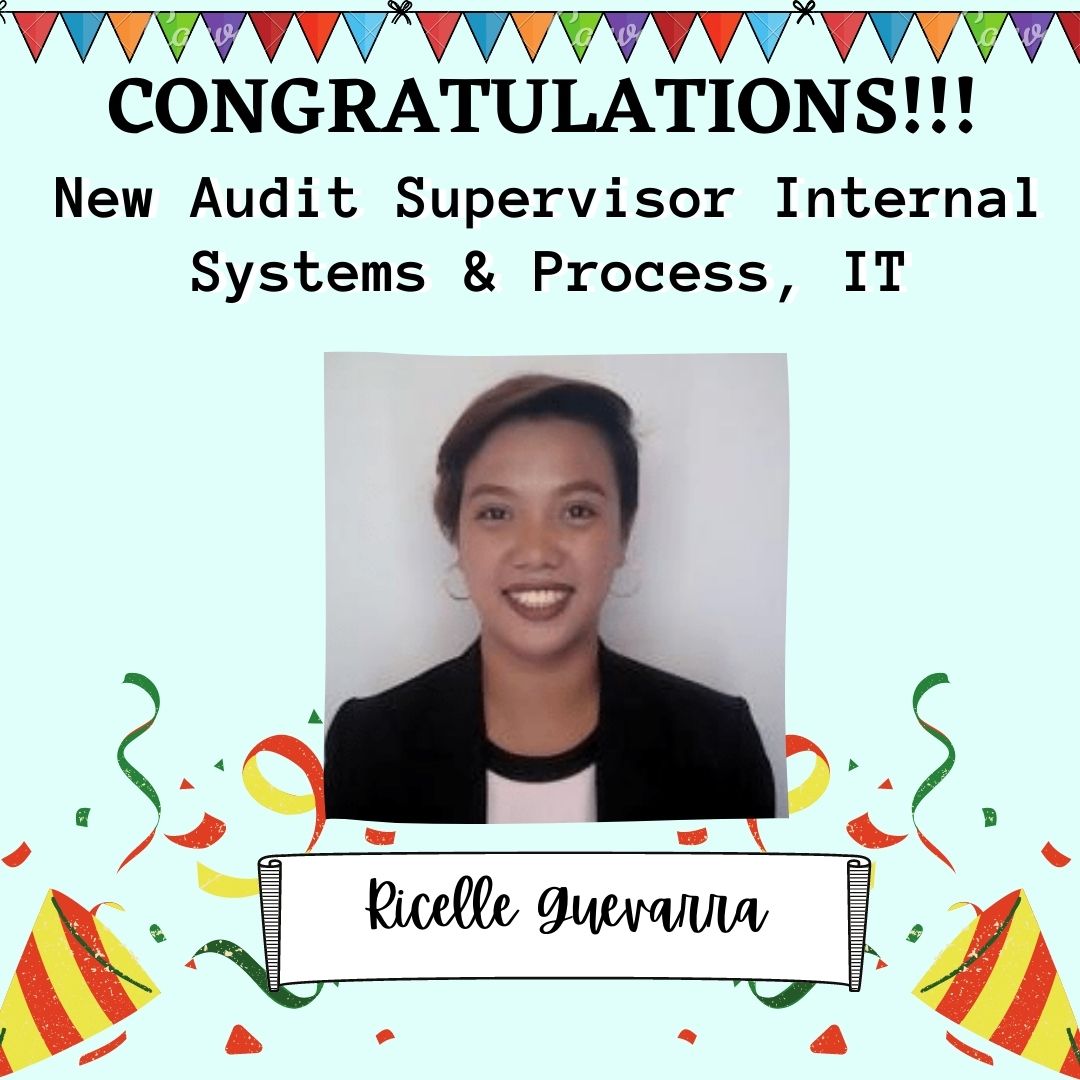 CONGRATULATIONS!!!
New Audit Supervisor Internal
Systems & Process, IT
Ricelle Guevarra